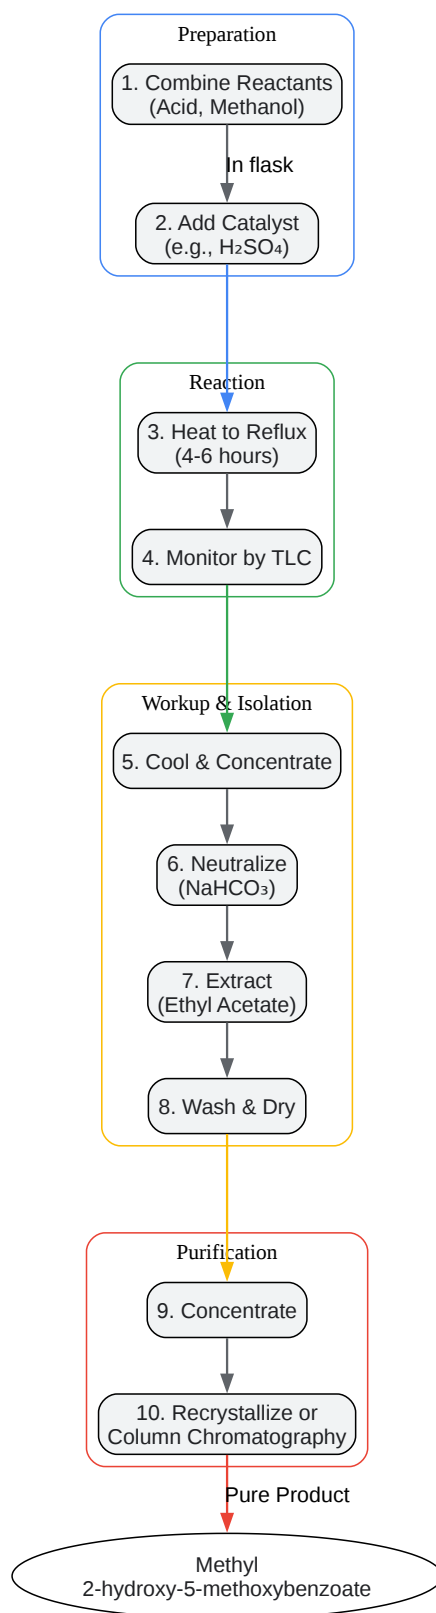 Preparation
1. Combine Reactants
(Acid, Methanol)
In flask
2. Add Catalyst
(e.g., H₂SO₄)
Reaction
3. Heat to Reflux
(4-6 hours)
4. Monitor by TLC
Workup & Isolation
5. Cool & Concentrate
6. Neutralize
(NaHCO₃)
7. Extract
(Ethyl Acetate)
8. Wash & Dry
Purification
9. Concentrate
10. Recrystallize or
Column Chromatography
Pure Product
Methyl
2-hydroxy-5-methoxybenzoate